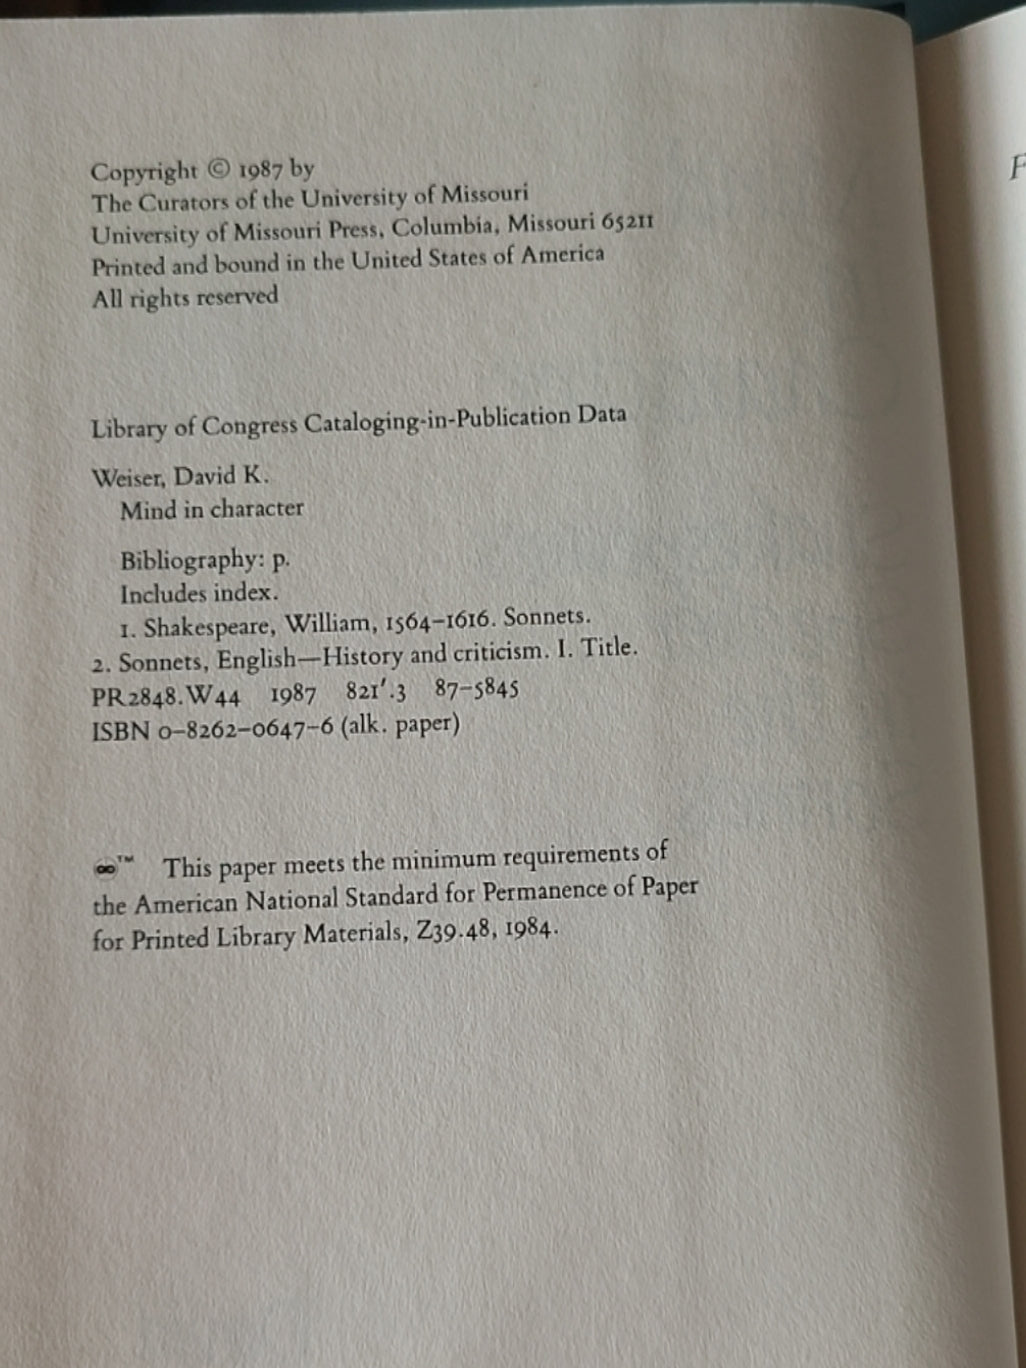 Copyright © 1987 by
The Curators of the University of Missouri
University of Missouri Press, Columbia, Missouri 65211
Printed and bound in the United States of America
All rights reserved
Library of Congress Cataloging-in-Publication Data
Weiser, David K.
Mind in character
Bibliography: p.
Includes index.
1. Shakespeare, William, 1564–1616. Sonnets.
2. Sonnets, English—History and criticism. I. Title.
PR2848.W44 1987 821′.3 87–5845
ISBN 0–8262–0647–6 (alk. paper)
∞™ This paper meets the minimum requirements of
the American National Standard for Permanence of Paper
for Printed Library Materials, Z39.48, 1984.
F